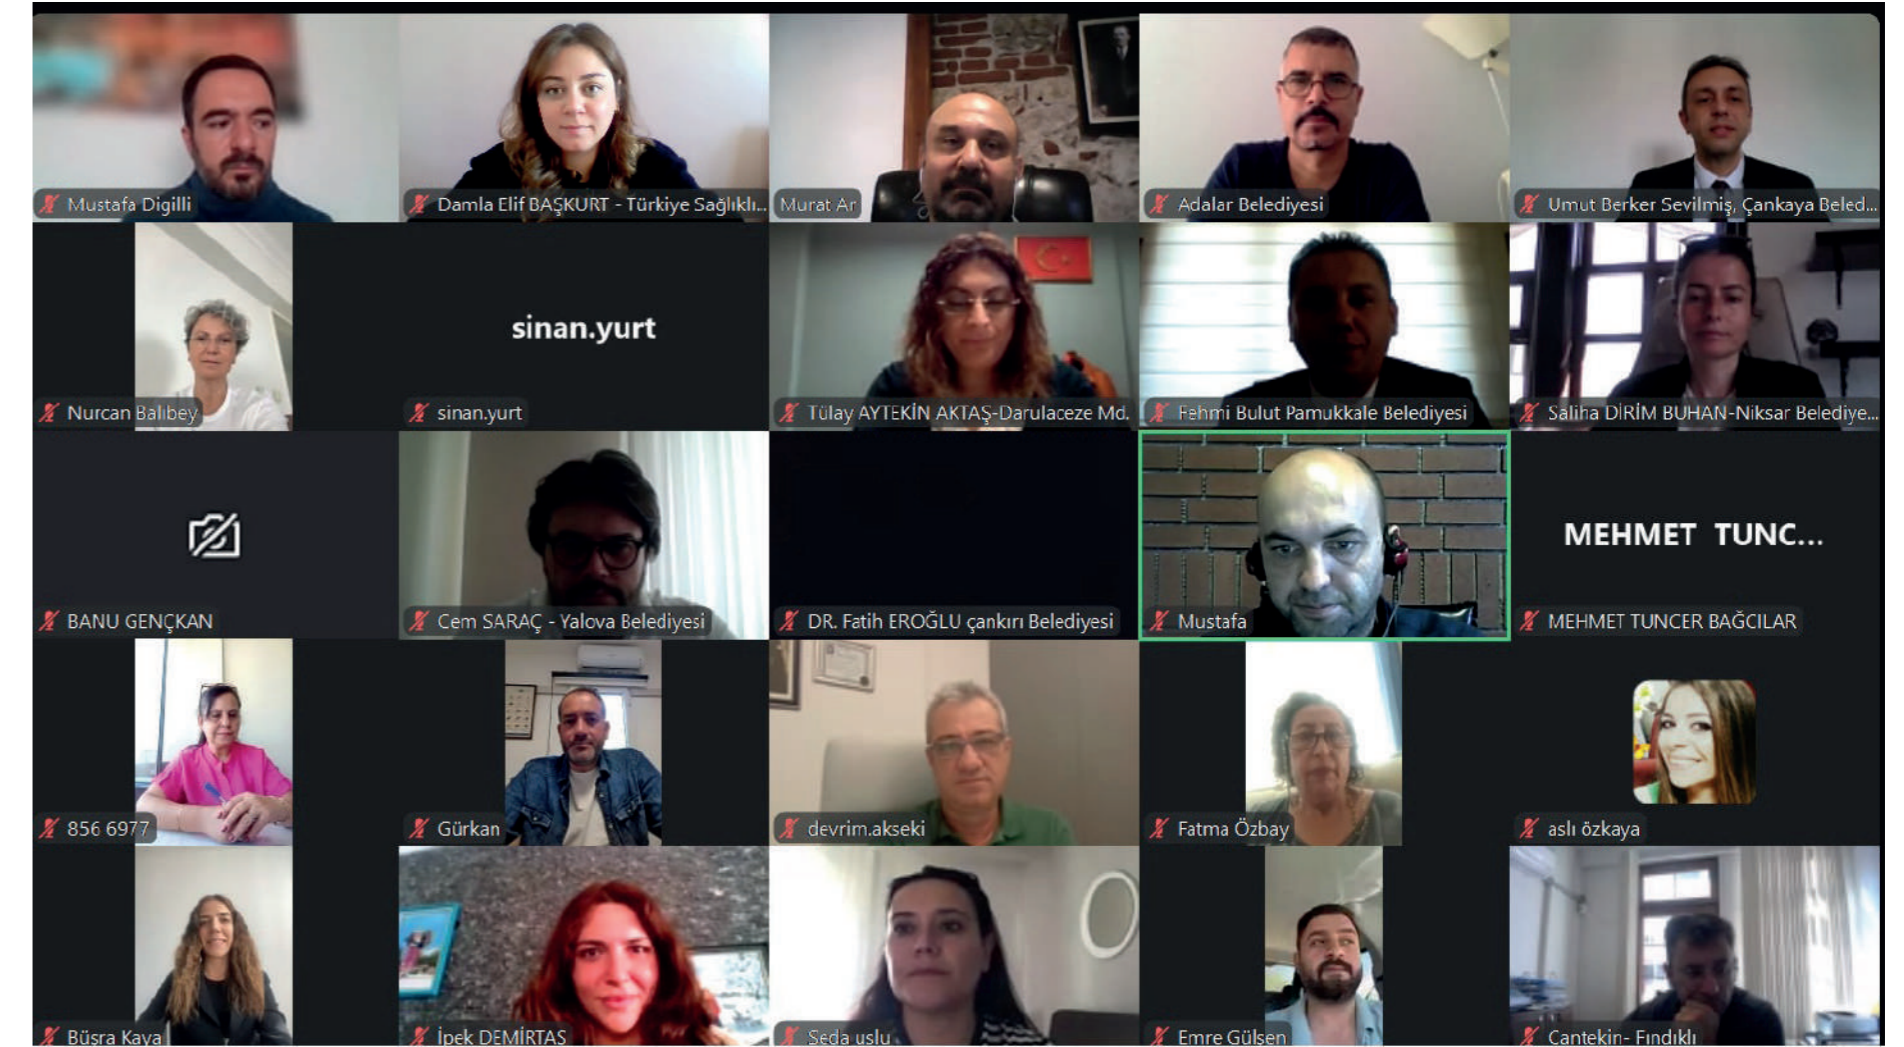 Mustafa Digilli
Damla Elif BAŞKURT - Türkiye Sağlıklı...
Murat Ar
Adalar Belediyesi
Umut Berker Sevilmiş, Çankaya Beled...
Nurcan Balıbey
sinan.yurt
sinan.yurt
Tülay AYTEKİN AKTAŞ-Darulaceze Md.
Fehmi Bulut Pamukkale Belediyesi
Saliha DİRİM BUHAN-Niksar Belediye...
BANU GENÇKAN
Cem SARAÇ - Yalova Belediyesi
DR. Fatih EROĞLU çankırı Belediyesi
Mustafa
MEHMET TUNC...
MEHMET TUNCER BAĞCILAR
856 6977
Gürkan
devrim.akseki
Fatma Özbay
aslı özkaya
Büşra Kaya
İpek DEMİRTAŞ
Seda uslu
Emre Gülşen
Cantekin- Fındıklı